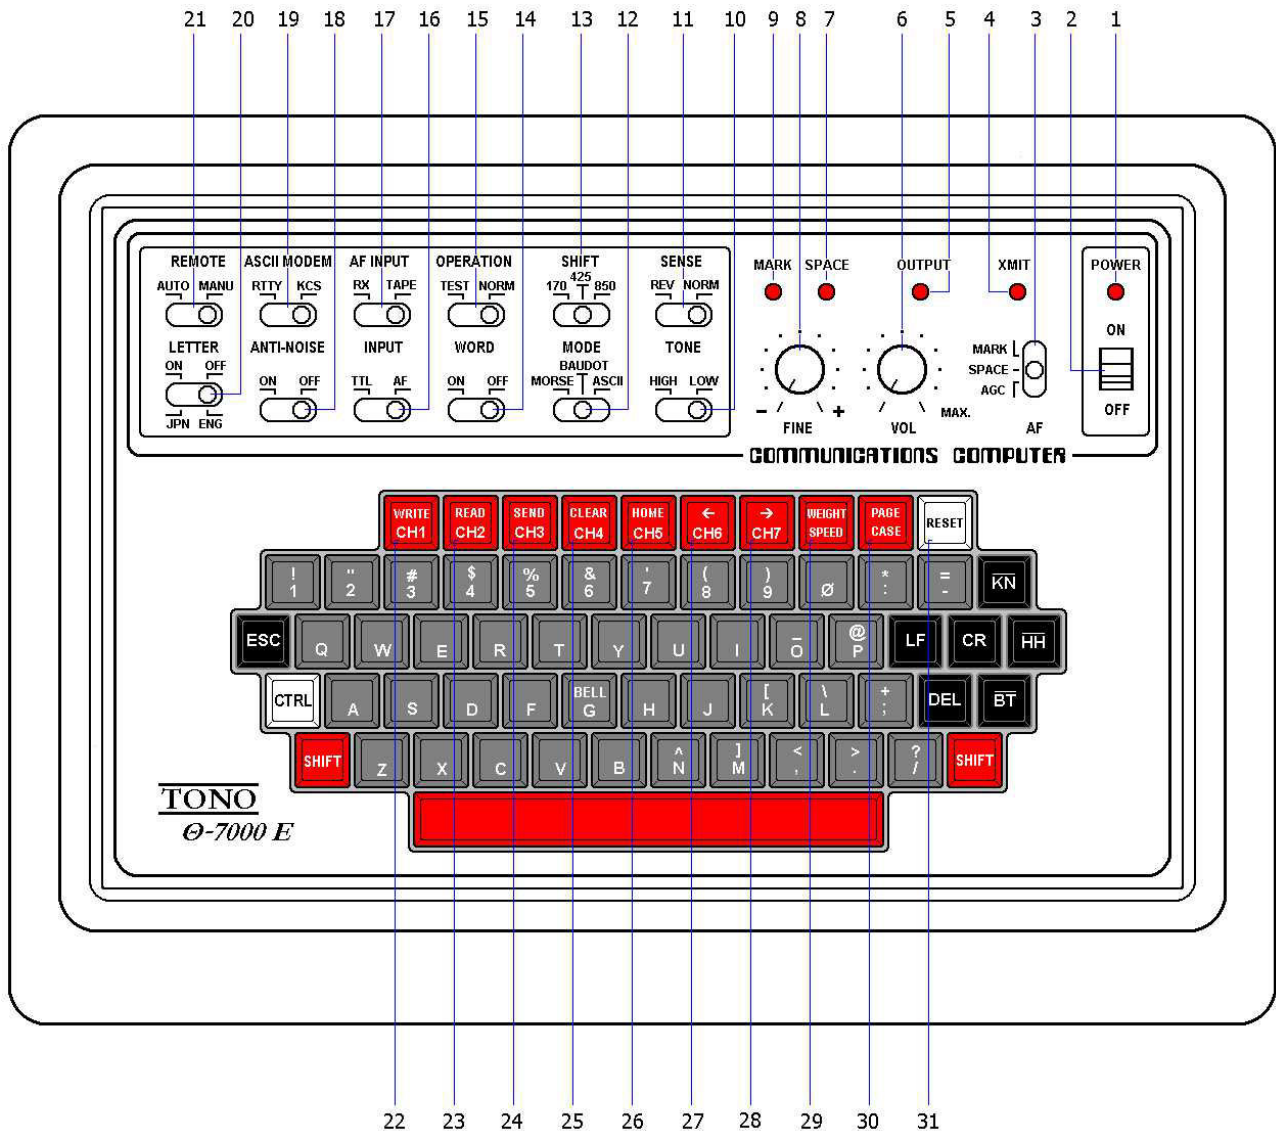 21 20 19 18 17 16 15 14 13 12 11 10 9 8 7 6 5 4 3 2 1
REMOTE ASCII MODEM AF INPUT OPERATION SHIFT SENSE MARK SPACE OUTPUT XMIT POWER
425
AUTO MANU RTTY KCS RX TAPE TEST NORM 170 850 REV NORM
ON
LETTER ANTI-NOISE INPUT WORD MODE TONE MARK
BAUDOT
ON OFF SPACE
ON OFF TTL AF ON OFF MORSE ASCII HIGH LOW AGC
- + MAX. OFF
JPN ENG FINE VOL AF
COMMUNICATIONS COMPUTER
WRITE READ SEND CLEAR HOME ← → WEIGHT PAGE RESET
CH1 CH2 CH3 CH4 CH5 CH6 CH7 SPEED CASE
! " # $ % & ' ( ) * = K̅N̅
1 2 3 4 5 6 7 8 9 Ø : -
ESC _ @ LF CR H̅H̅
Q W E R T Y U I O P
CTRL BELL [ \ + DEL B̅T̅
A S D F G H J K L ;
SHIFT ^ ] < > ? SHIFT
Z X C V B N M , . /
TONO
Θ-7000 E
22 23 24 25 26 27 28 29 30 31